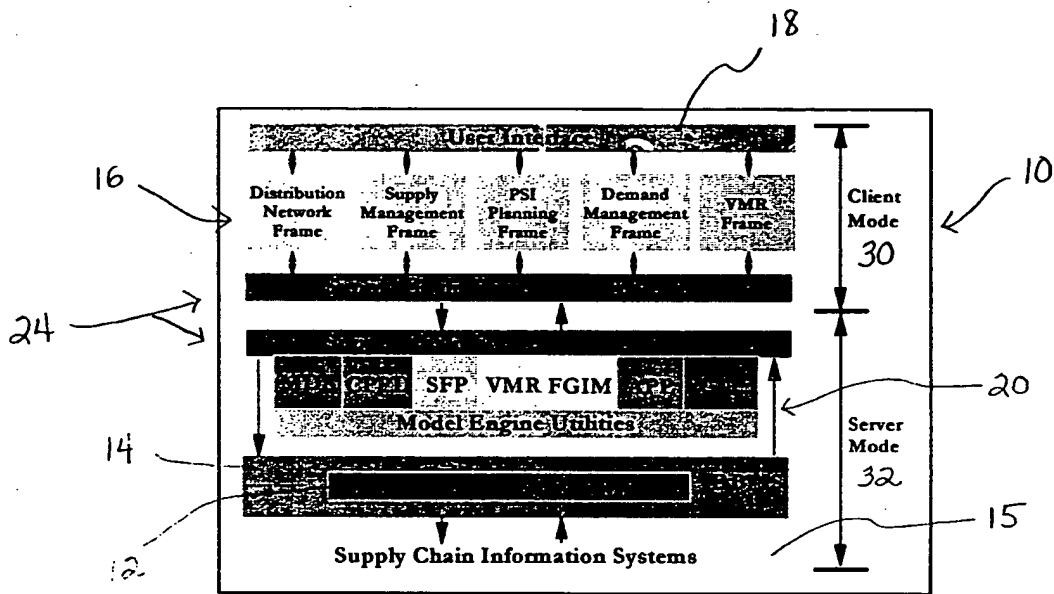 18
User Interface
16
10
Distribution Network Frame
Supply Management Frame
PSI Planning Frame
Demand Management Frame
VMR Frame
Client Mode
30
24
SFP VMR FGIM
Model Engine Utilities
20
Server Mode
32
14
12
15
Supply Chain Information Systems